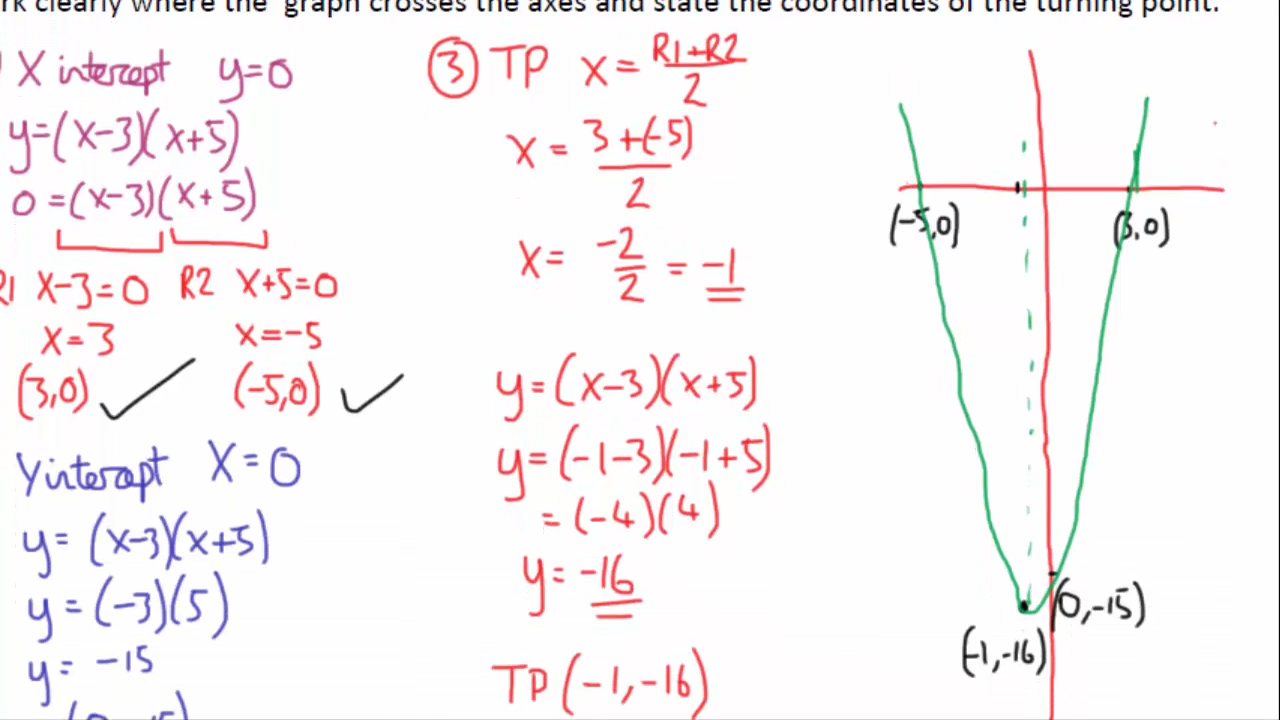 rk clearly where the graph crosses the axes and state the coordinates of the turning point.
X intercept y=0
y=(x-3)(x+5)
0=(x-3)(x+5)
R1 x-3=0 R2 x+5=0
x=3 x=-5
(3,0) ✓ (-5,0) ✓
Y intercept X=0
y=(x-3)(x+5)
y=(-3)(5)
y=-15
③ TP x=\frac{R1+R2}{2}
x=\frac{3+(-5)}{2}
x=\frac{-2}{2}=-1
y=(x-3)(x+5)
y=(-1-3)(-1+5)
=(-4)(4)
y=-16
TP(-1,-16)
(-5,0) (3,0)
(0,-15)
(-1,-16)